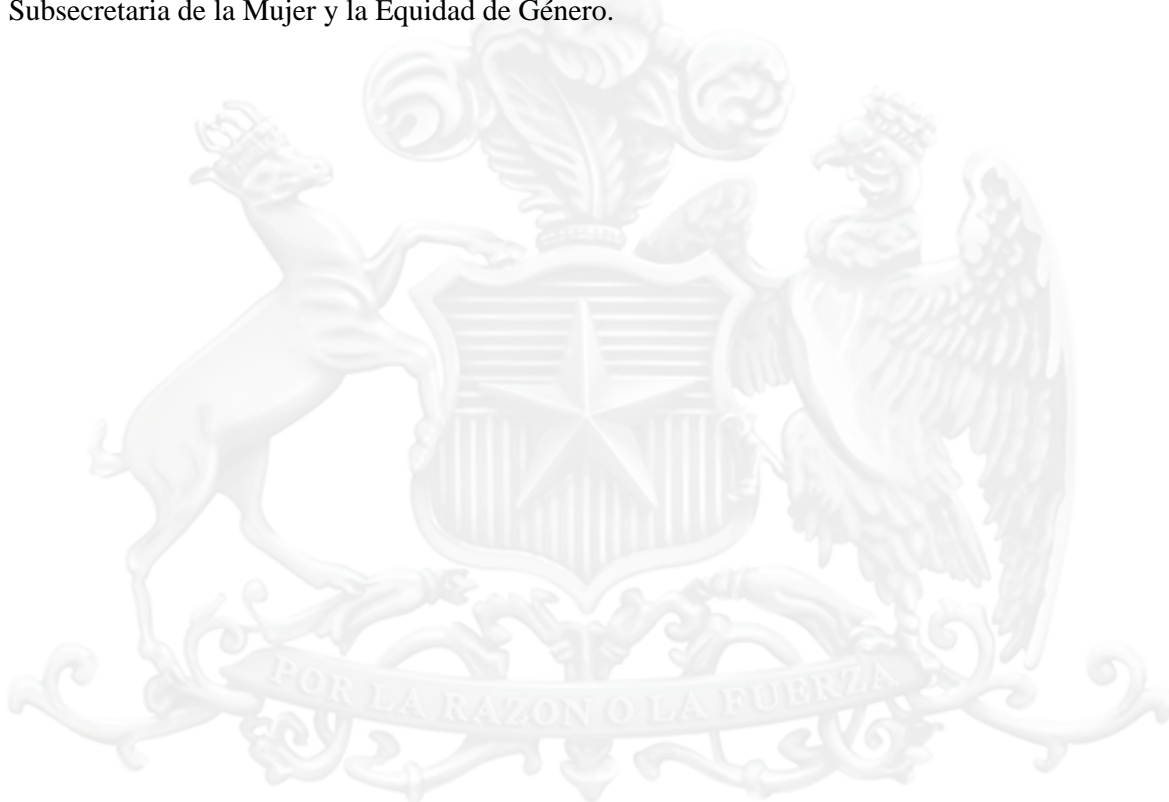 Subsecretaria de la Mujer y la Equidad de Género.
POR LA RAZON O LA FUERZA